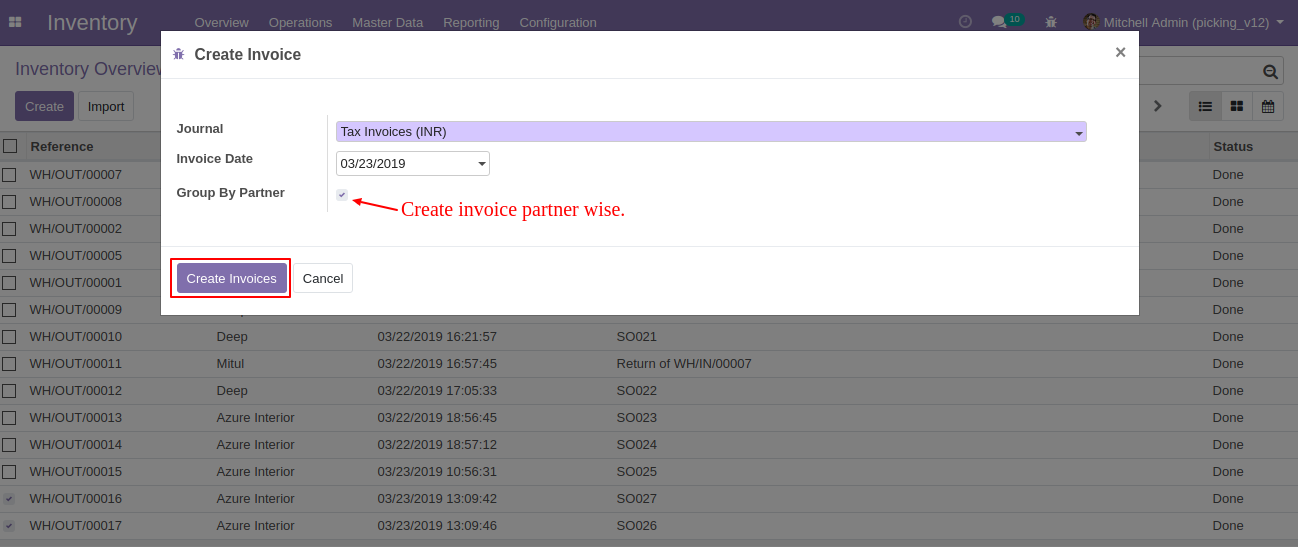 Inventory Overview Operations Master Data Reporting Configuration 10 Mitchell Admin (picking_v12)
Create Invoice ×
Inventory Overview
Create Import
Journal Tax Invoices (INR)
Reference Status
Invoice Date 03/23/2019
WH/OUT/00007 Done
Group By Partner
WH/OUT/00008 Done
Create invoice partner wise.
WH/OUT/00002 Done
WH/OUT/00005 Done
Create Invoices Cancel
WH/OUT/00001 Done
WH/OUT/00009 Done
WH/OUT/00010 Deep 03/22/2019 16:21:57 SO021 Done
WH/OUT/00011 Mitul 03/22/2019 16:57:45 Return of WH/IN/00007 Done
WH/OUT/00012 Deep 03/22/2019 17:05:33 SO022 Done
WH/OUT/00013 Azure Interior 03/22/2019 18:56:45 SO023 Done
WH/OUT/00014 Azure Interior 03/22/2019 18:57:12 SO024 Done
WH/OUT/00015 Azure Interior 03/23/2019 10:56:31 SO025 Done
WH/OUT/00016 Azure Interior 03/23/2019 13:09:42 SO027 Done
WH/OUT/00017 Azure Interior 03/23/2019 13:09:46 SO026 Done